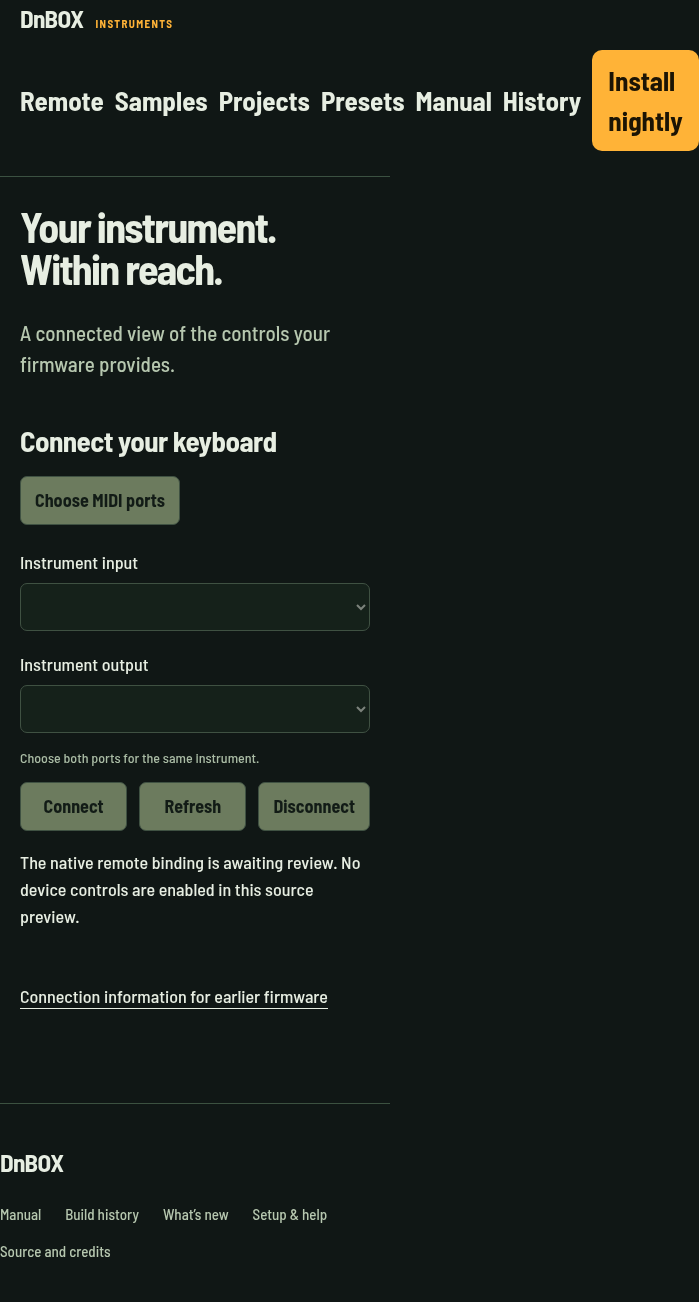 DnBOX INSTRUMENTS
Remote Samples Projects Presets Manual History Install nightly
Your instrument.
Within reach.
A connected view of the controls your
firmware provides.
Connect your keyboard
Choose MIDI ports
Instrument input
Instrument output
Choose both ports for the same instrument.
Connect Refresh Disconnect
The native remote binding is awaiting review. No
device controls are enabled in this source
preview.
Connection information for earlier firmware
DnBOX
Manual Build history What’s new Setup & help
Source and credits